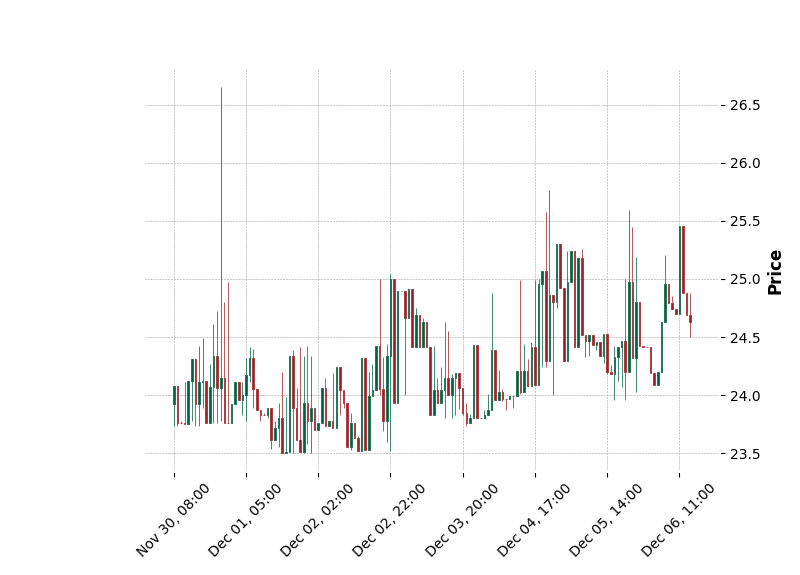 26.5
26.0
25.5
25.0
24.5
24.0
23.5
Price
Nov 30, 08:00
Dec 01, 05:00
Dec 02, 02:00
Dec 02, 22:00
Dec 03, 20:00
Dec 04, 17:00
Dec 05, 14:00
Dec 06, 11:00